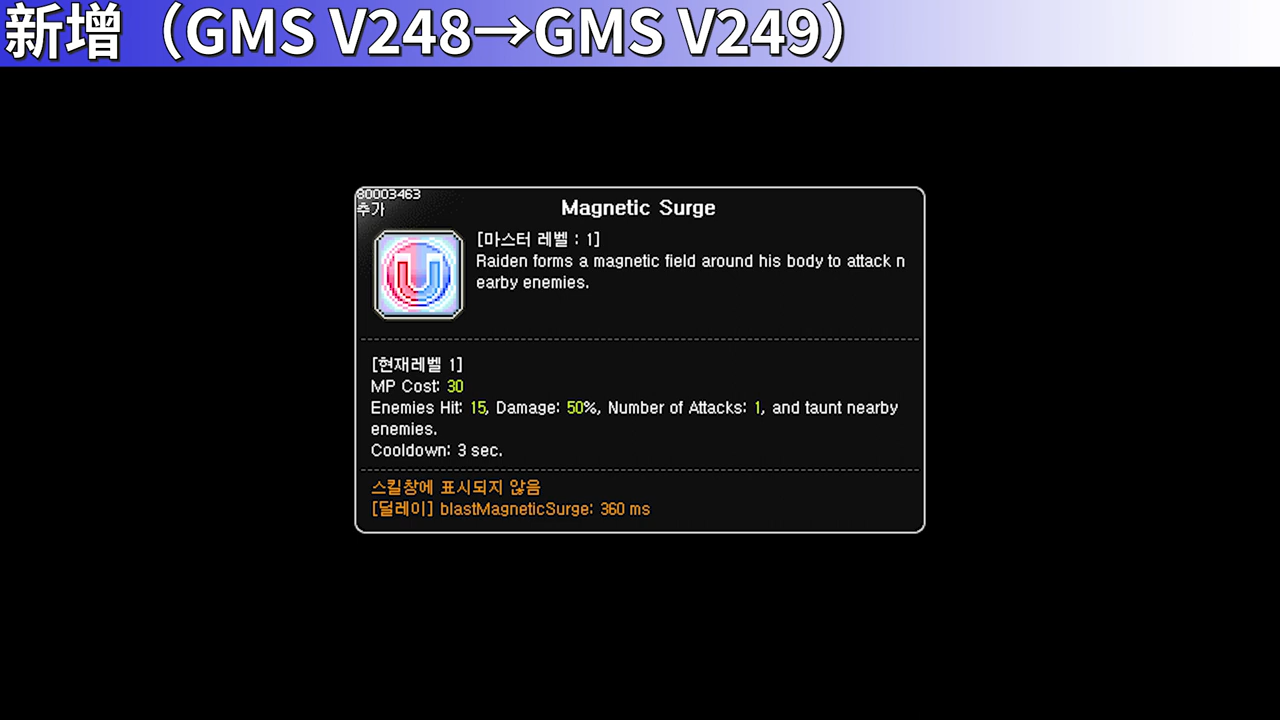 新增（GMS V248→GMS V249）
80003463
추가
Magnetic Surge
[마스터 레벨 : 1]
Raiden forms a magnetic field around his body to attack n
earby enemies.
[현재레벨 1]
MP Cost: 30
Enemies Hit: 15, Damage: 50%, Number of Attacks: 1, and taunt nearby
enemies.
Cooldown: 3 sec.
스킬창에 표시되지 않음
[딜레이] blastMagneticSurge: 360 ms